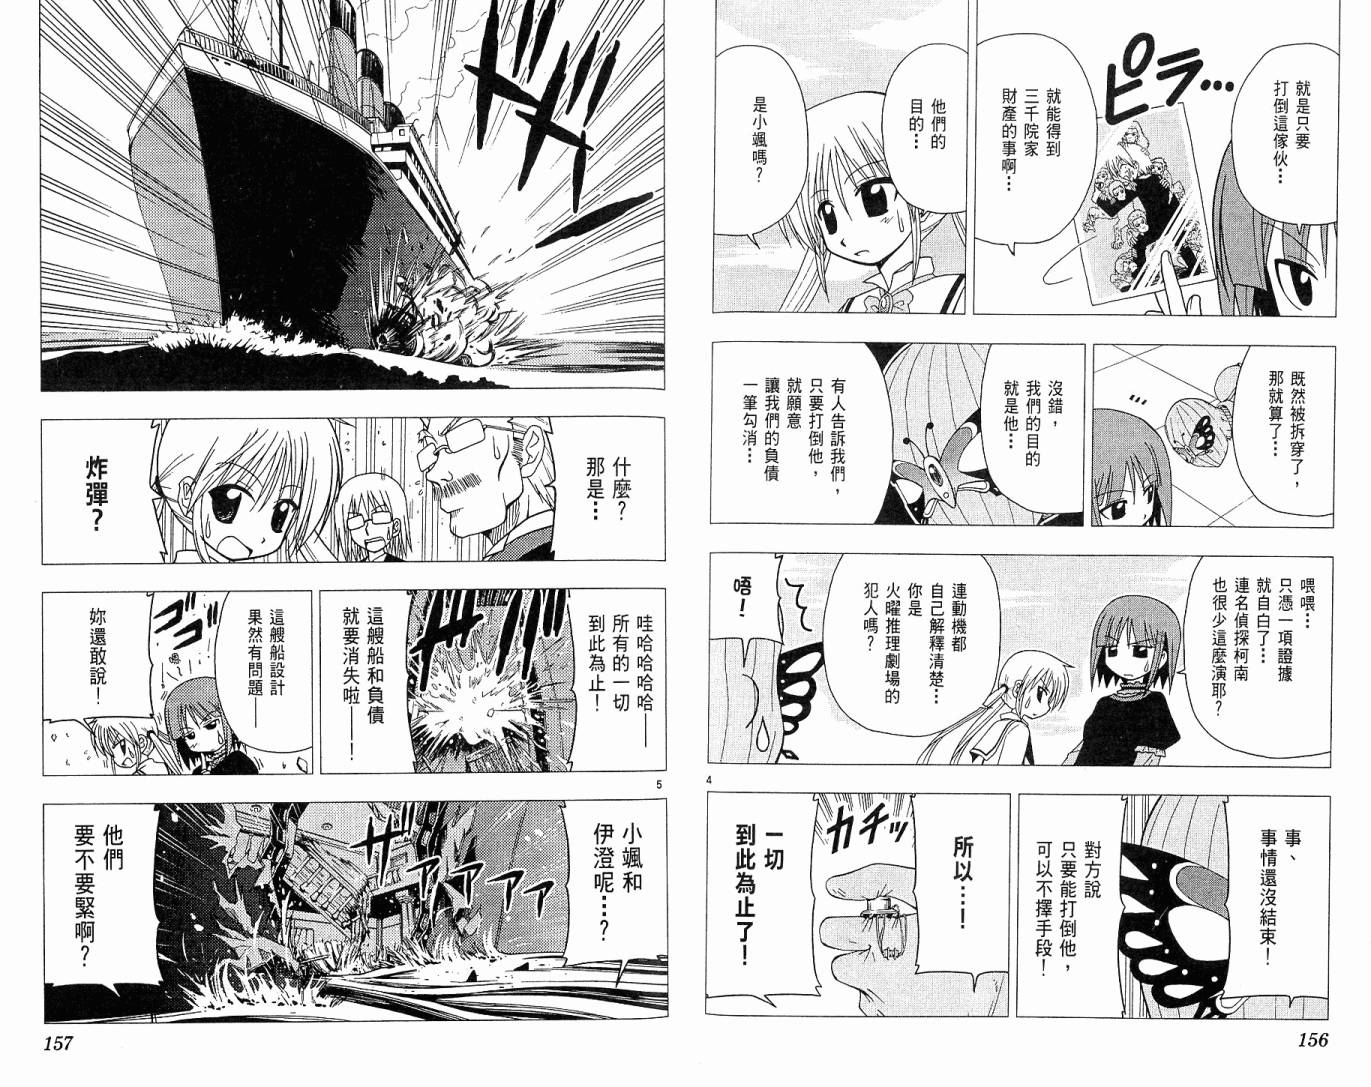 就是只要
打倒這傢伙…
ピラ…
就能得到
三千院家
財產的事啊…
他們的
目的…
是小颯嗎？
既然被拆穿了，
那就算了…
…
沒錯，
我們的目的
就是他…
有人告訴我們，
只要打倒他，
就願意
讓我們的負債
一筆勾消…
喂喂…
只憑一項證據
就自白了…
連名偵探柯南
也很少這麼演耶？
連動機都
自己解釋清楚…
你是
火曜推理劇場的
犯人嗎？
唔！
事、
事情還沒結束！
對方說
只要能打倒他，
可以不擇手段！
所以…！
カチッ
一切
到此為止了！
4
156
什麼？
那是…
炸彈？
哇哈哈哈哈──
所有的一切
到此為止！
這艘船和負債
就要消失啦──！
這艘船設計
果然有問題──
ゴゴゴ
妳還敢說！
5
小颯和
伊澄呢…？
ザァァァ
他們
要不要緊啊？
157